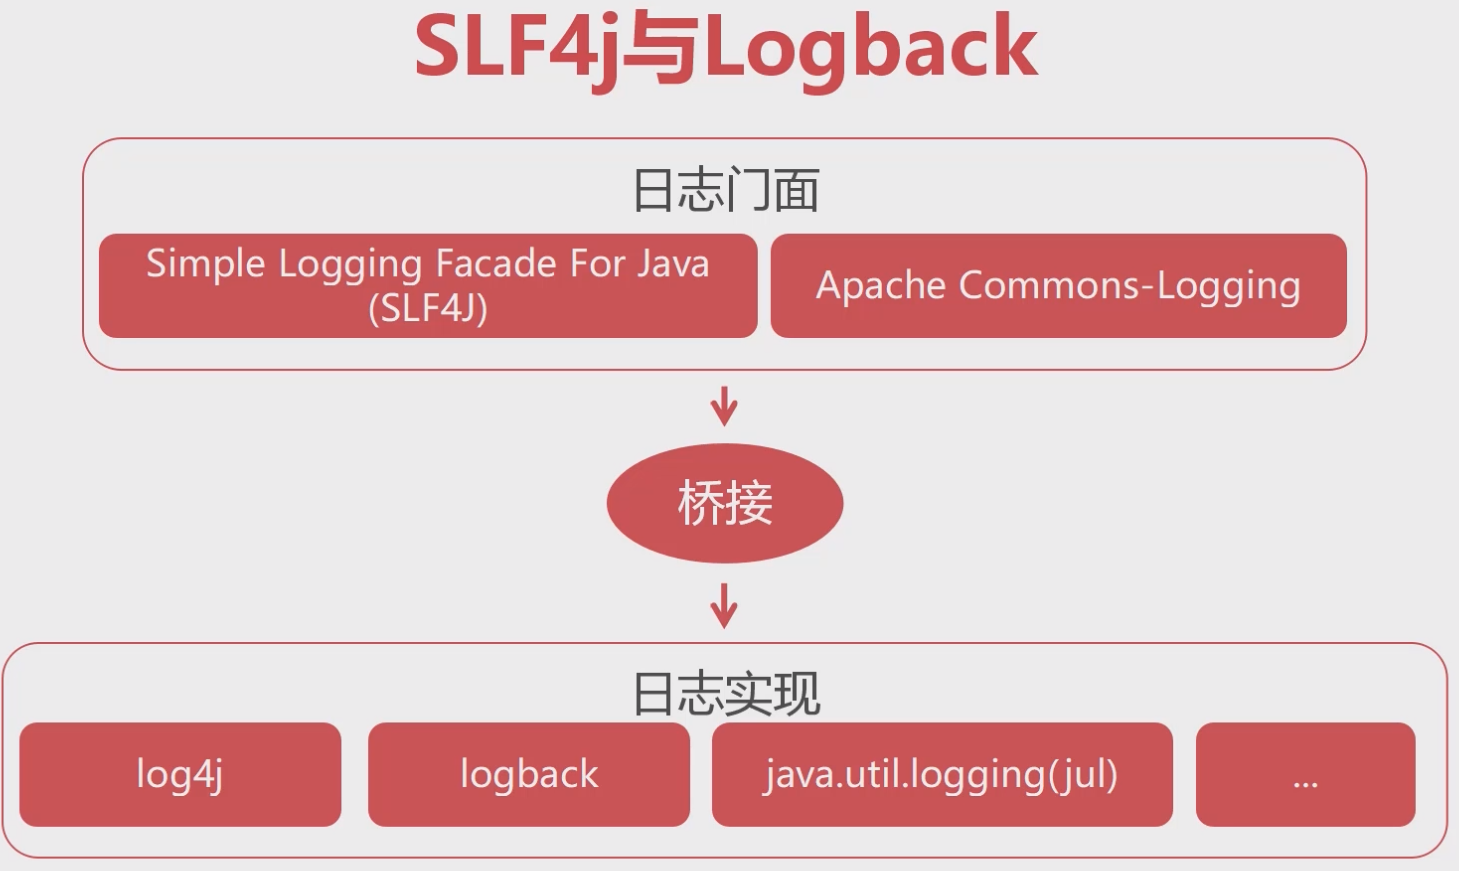 SLF4j与Logback
日志门面
Simple Logging Facade For Java
(SLF4J)
Apache Commons-Logging
桥接
日志实现
log4j
logback
java.util.logging(jul)
...